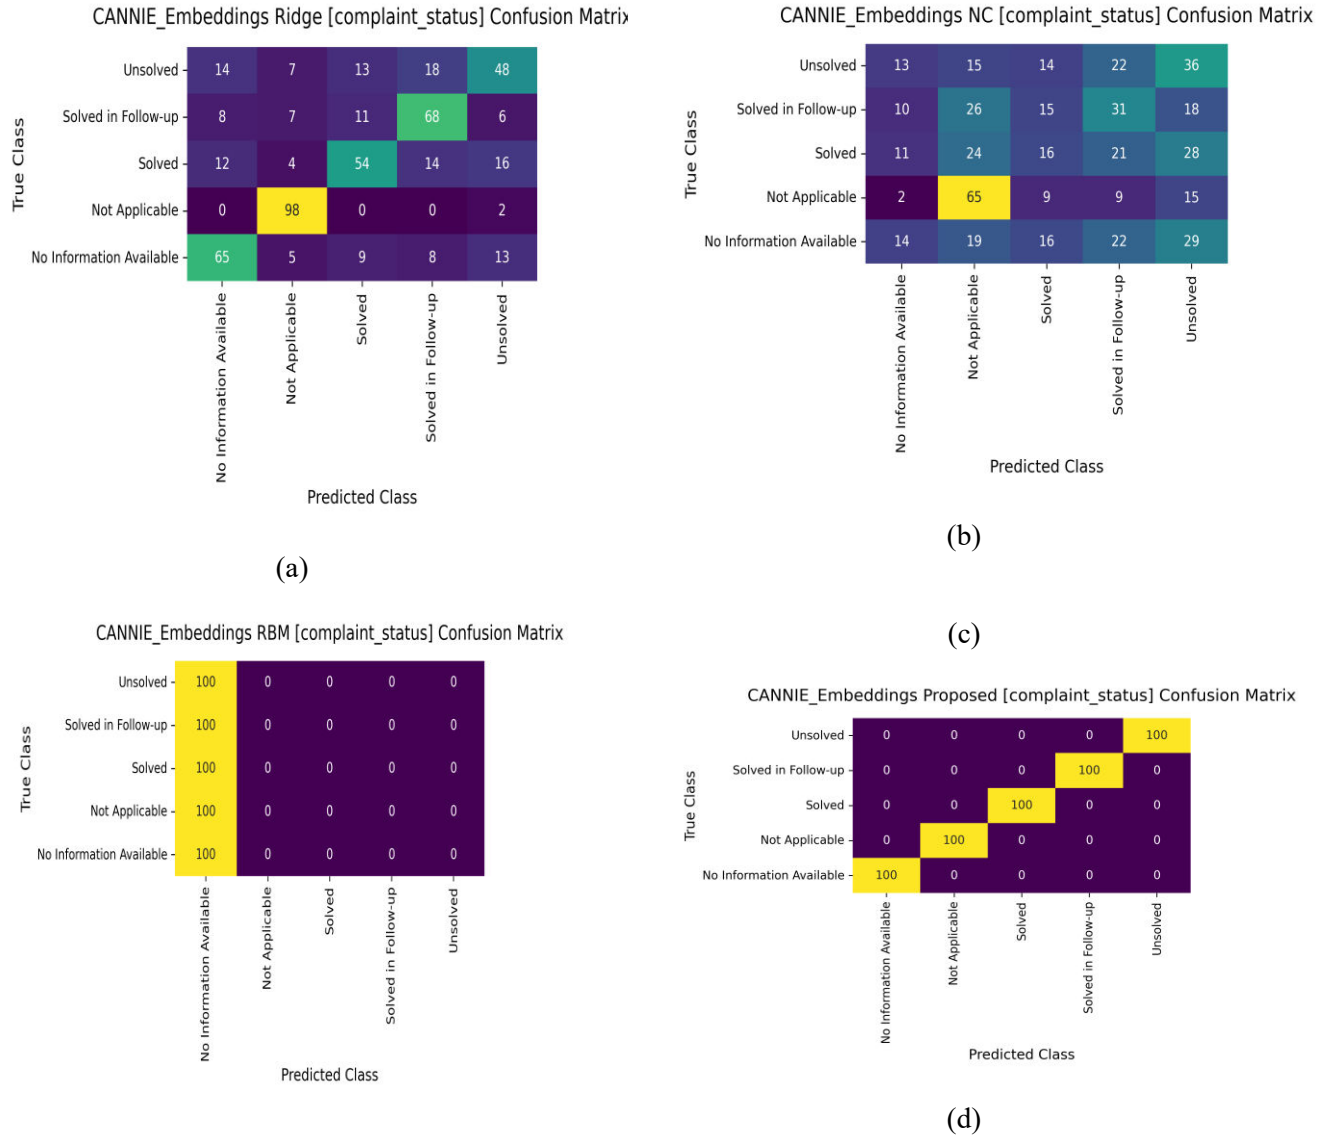 CANNIE_Embeddings Ridge [complaint_status] Confusion Matrix
True Class
Unsolved 14 7 13 18 48
Solved in Follow-up 8 7 11 68 6
Solved 12 4 54 14 16
Not Applicable 0 98 0 0 2
No Information Available 65 5 9 8 13
No Information Available
Not Applicable
Solved
Solved in Follow-up
Unsolved
Predicted Class
(a)
CANNIE_Embeddings NC [complaint_status] Confusion Matrix
True Class
Unsolved 13 15 14 22 36
Solved in Follow-up 10 26 15 31 18
Solved 11 24 16 21 28
Not Applicable 2 65 9 9 15
No Information Available 14 19 16 22 29
No Information Available
Not Applicable
Solved
Solved in Follow-up
Unsolved
Predicted Class
(b)
CANNIE_Embeddings RBM [complaint_status] Confusion Matrix
True Class
Unsolved 100 0 0 0 0
Solved in Follow-up 100 0 0 0 0
Solved 100 0 0 0 0
Not Applicable 100 0 0 0 0
No Information Available 100 0 0 0 0
No Information Available
Not Applicable
Solved
Solved in Follow-up
Unsolved
Predicted Class
(c)
CANNIE_Embeddings Proposed [complaint_status] Confusion Matrix
True Class
Unsolved 0 0 0 0 100
Solved in Follow-up 0 0 0 100 0
Solved 0 0 100 0 0
Not Applicable 0 100 0 0 0
No Information Available 100 0 0 0 0
No Information Available
Not Applicable
Solved
Solved in Follow-up
Unsolved
Predicted Class
(d)